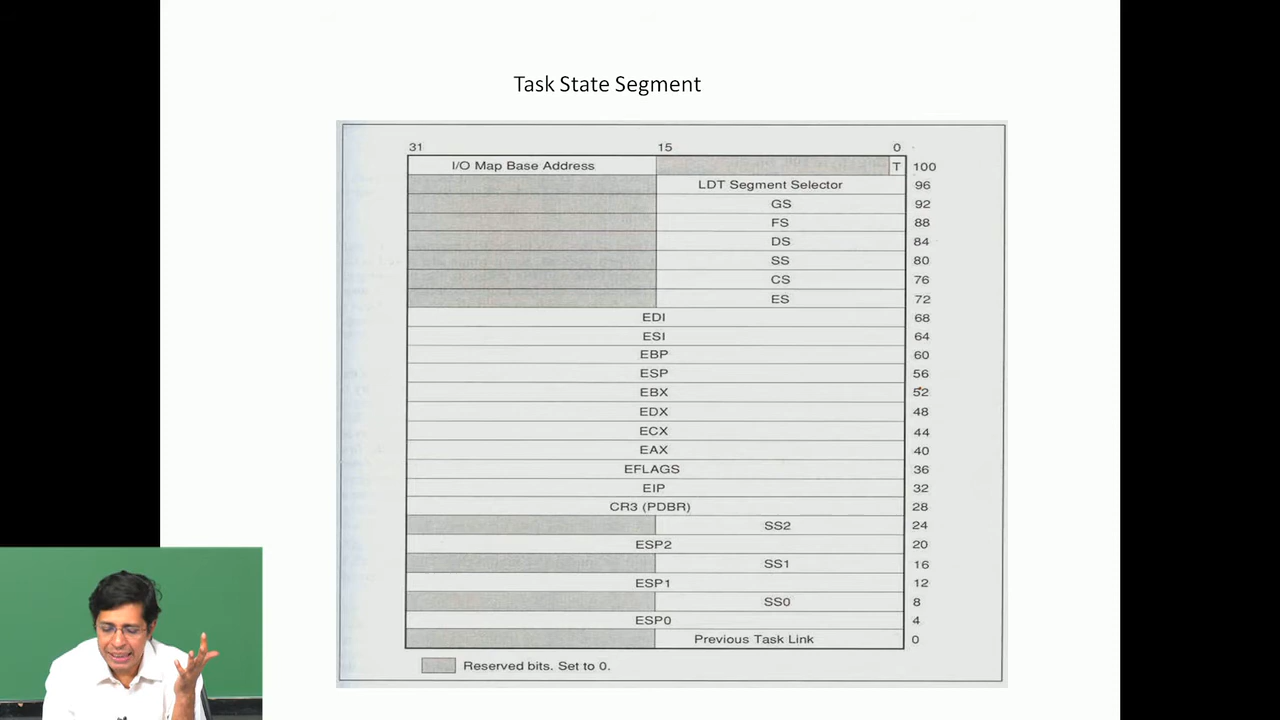 Task State Segment
31 15 0
I/O Map Base Address T 100
LDT Segment Selector 96
GS 92
FS 88
DS 84
SS 80
CS 76
ES 72
EDI 68
ESI 64
EBP 60
ESP 56
EBX 52
EDX 48
ECX 44
EAX 40
EFLAGS 36
EIP 32
CR3 (PDBR) 28
SS2 24
ESP2 20
SS1 16
ESP1 12
SS0 8
ESP0 4
Previous Task Link 0
Reserved bits. Set to 0.